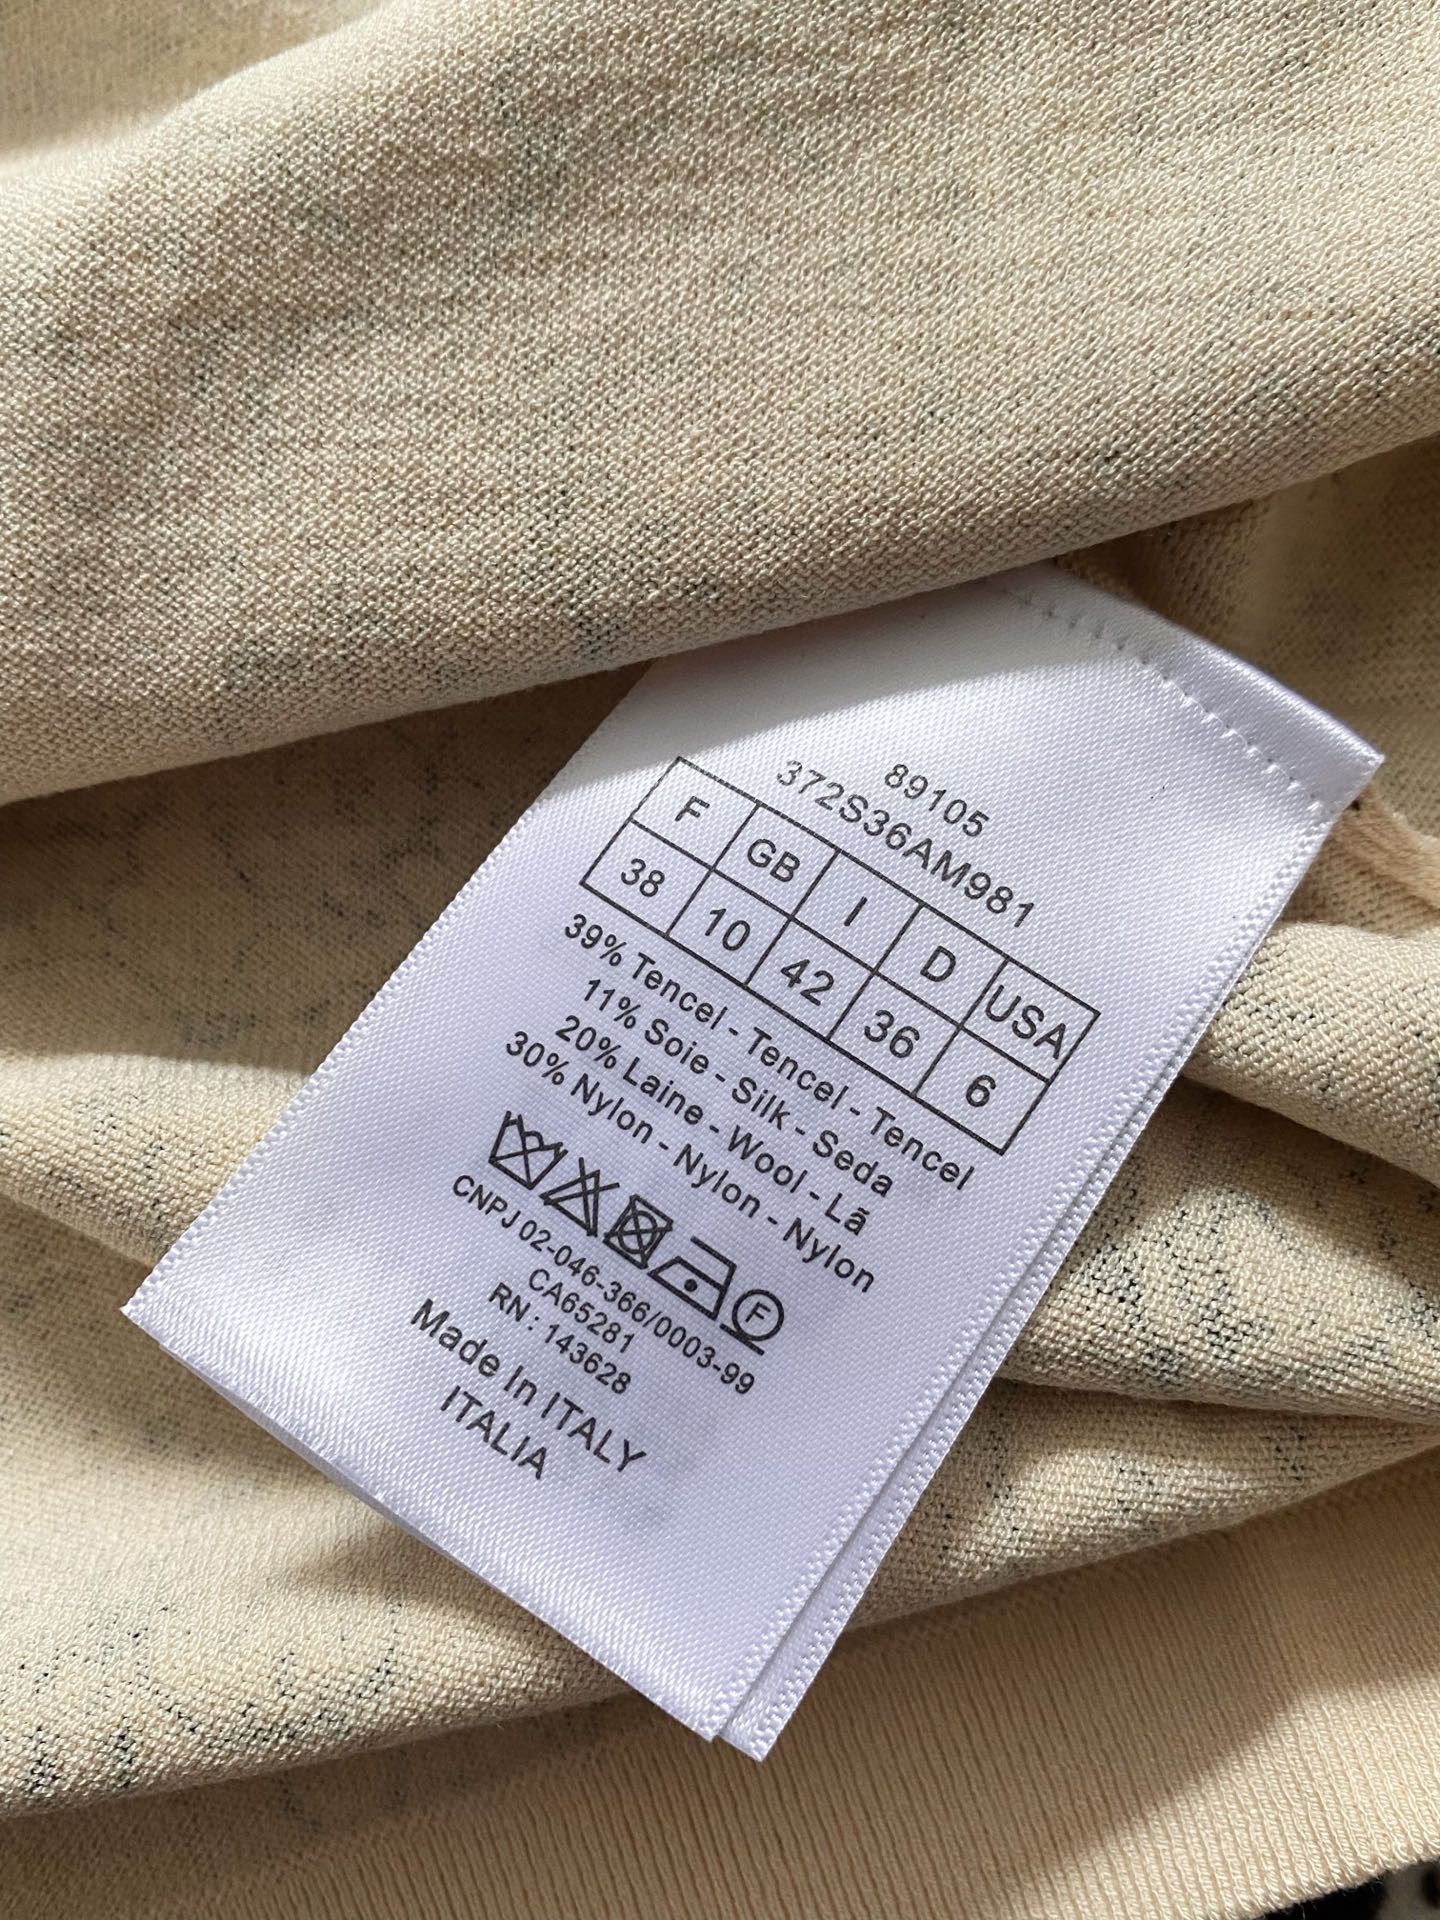 89105
372S36AM981
F GB I D USA
38 10 42 36 6
39% Tencel - Tencel - Tencel
11% Soie - Silk - Seda
20% Laine - Wool - Lã
30% Nylon - Nylon - Nylon
F
CNPJ 02-046-366/0003-99
CA65281
RN : 143628
Made In ITALY
ITALIA